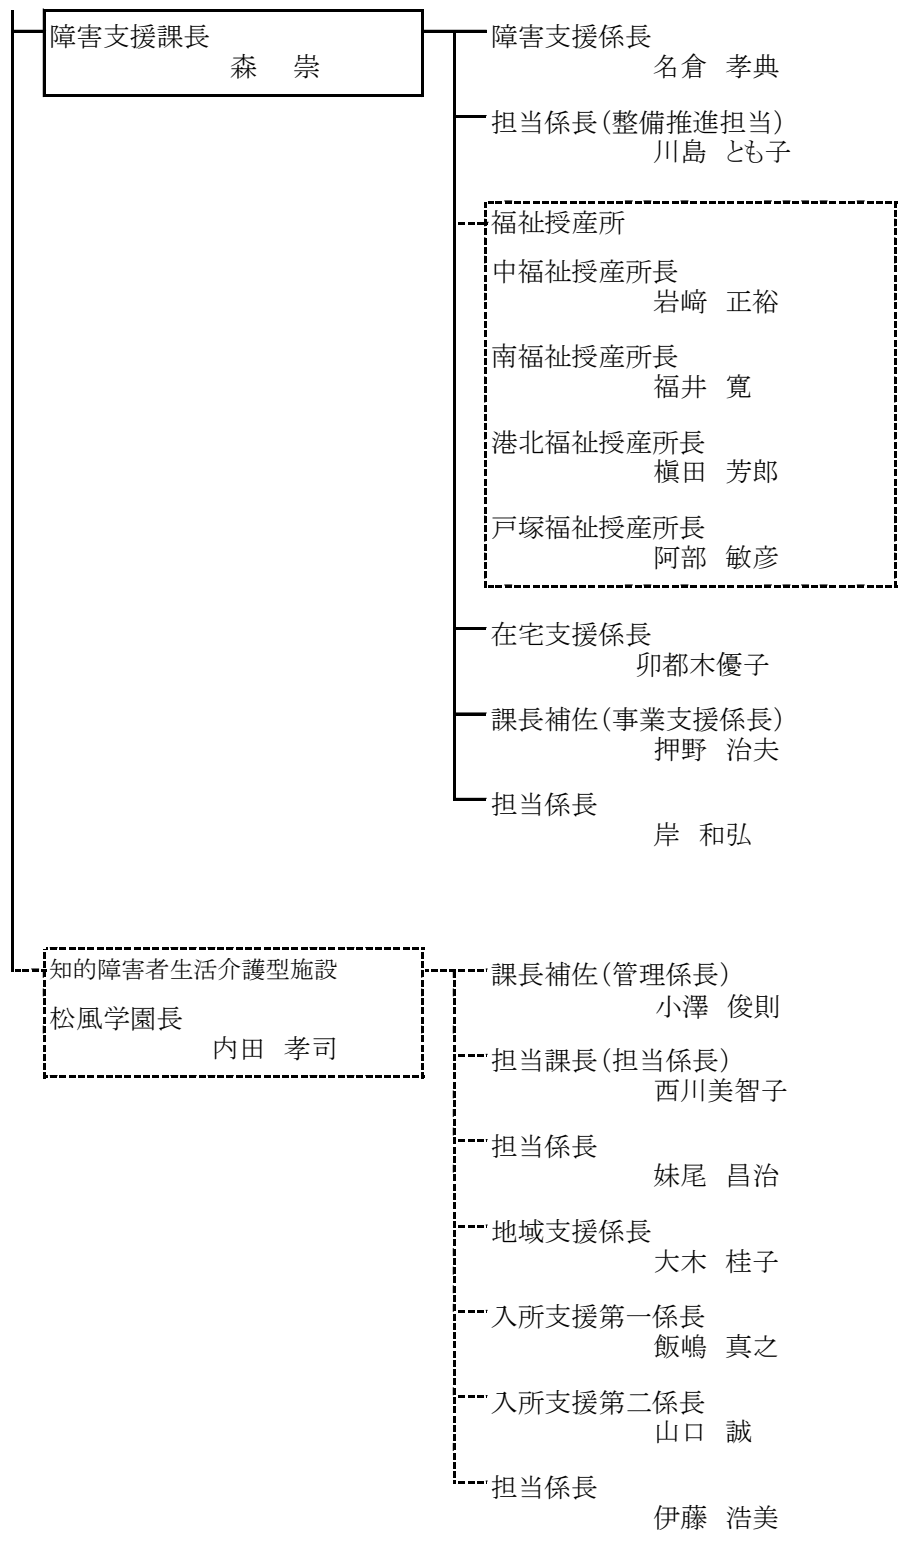 障害支援課長
森　崇
障害支援係長
名倉　孝典
担当係長(整備推進担当)
川島　とも子
福祉授産所
中福祉授産所長
岩﨑　正裕
南福祉授産所長
福井　寛
港北福祉授産所長
槇田　芳郎
戸塚福祉授産所長
阿部　敏彦
在宅支援係長
卯都木優子
課長補佐(事業支援係長)
押野　治夫
担当係長
岸　和弘
知的障害者生活介護型施設
松風学園長
内田　孝司
課長補佐(管理係長)
小澤　俊則
担当課長(担当係長)
西川美智子
担当係長
妹尾　昌治
地域支援係長
大木　桂子
入所支援第一係長
飯嶋　真之
入所支援第二係長
山口　誠
担当係長
伊藤　浩美